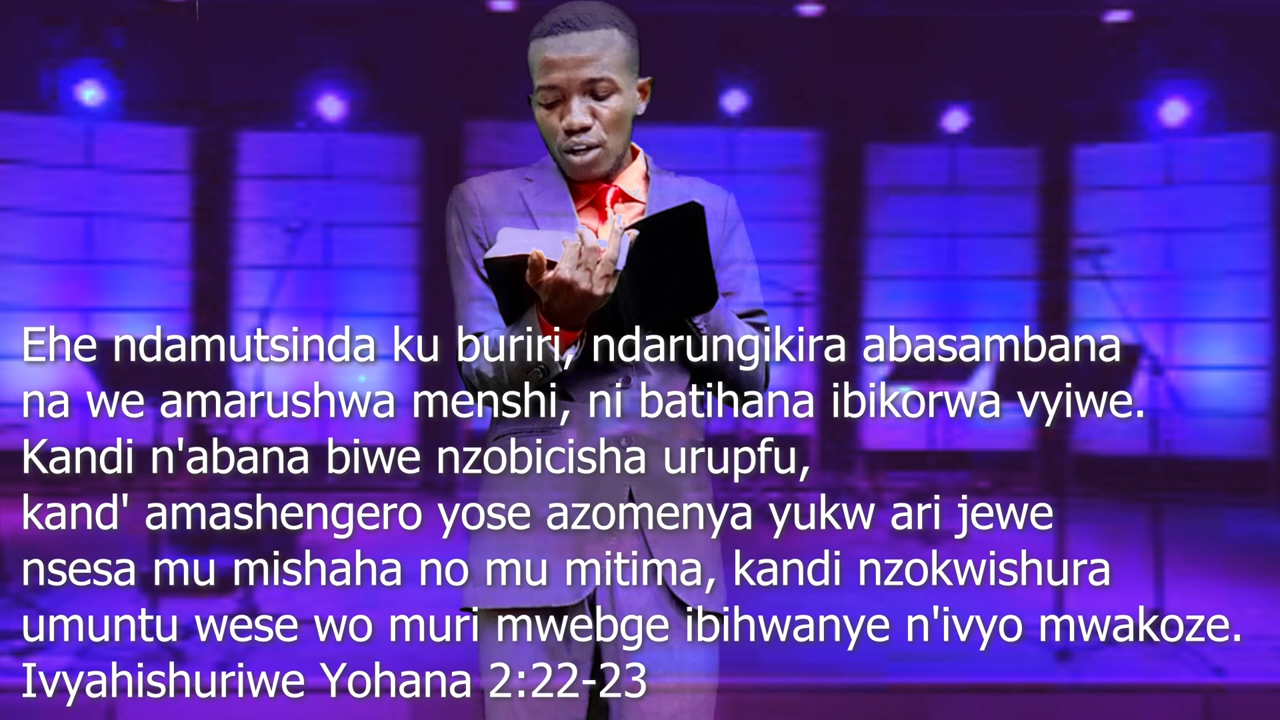 Ehe ndamutsinda ku buriri, ndarungikira abasambana
na we amarushwa menshi, ni batihana ibikorwa vyiwe.
Kandi n'abana biwe nzobicisha urupfu,
kand' amashengero yose azomenya yukw ari jewe
nsesa mu mishaha no mu mitima, kandi nzokwishura
umuntu wese wo muri mwebge ibihwanye n'ivyo mwakoze.
Ivyahishuriwe Yohana 2:22-23